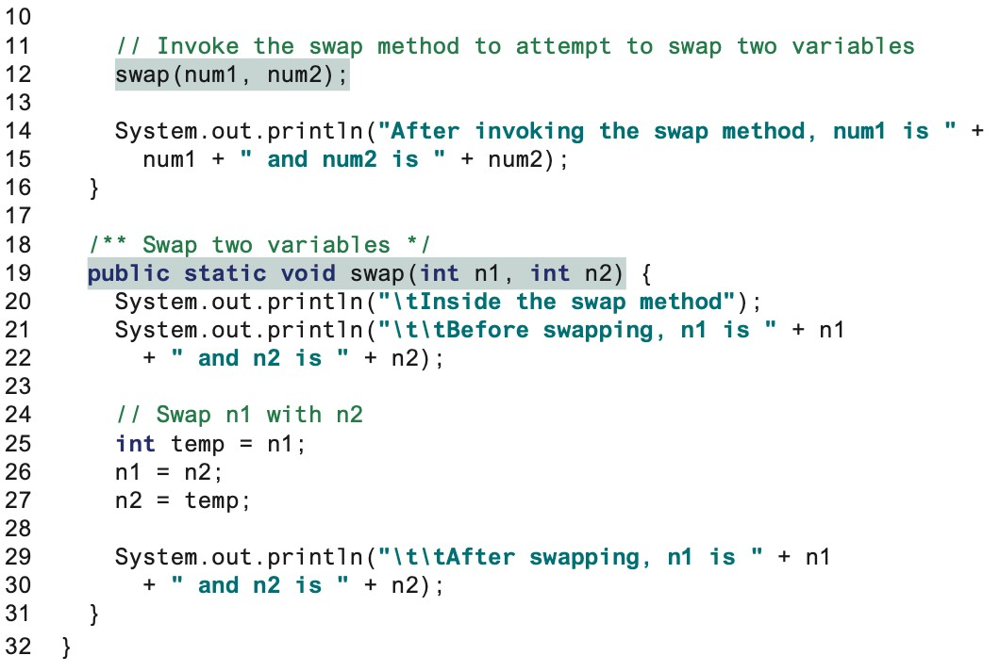 10
11 // Invoke the swap method to attempt to swap two variables
12 swap(num1, num2);
13
14 System.out.println("After invoking the swap method, num1 is " +
15 num1 + " and num2 is " + num2);
16 }
17
18 /** Swap two variables */
19 public static void swap(int n1, int n2) {
20 System.out.println("\tInside the swap method");
21 System.out.println("\t\tBefore swapping, n1 is " + n1
22 + " and n2 is " + n2);
23
24 // Swap n1 with n2
25 int temp = n1;
26 n1 = n2;
27 n2 = temp;
28
29 System.out.println("\t\tAfter swapping, n1 is " + n1
30 + " and n2 is " + n2);
31 }
32 }